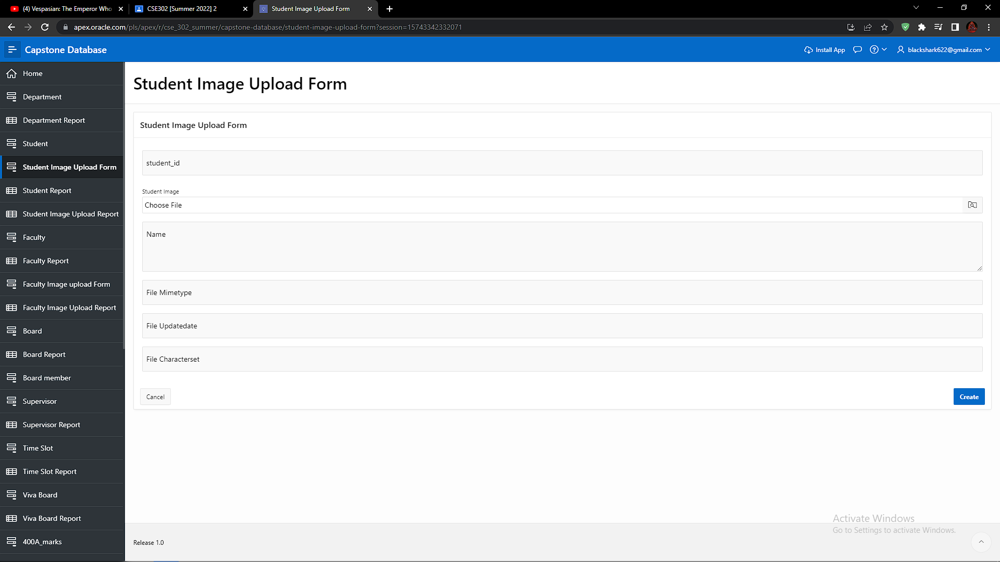 (4) Vespasian: The Emperor Who
CSE302 [Summer 2022] 2
Student Image Upload Form
apex.oracle.com/pls/apex/r/cse_302_summer/capstone-database/student-image-upload-form?session=15743342332071
Capstone Database
Install App
blackshark622@gmail.com
Home
Department
Department Report
Student
Student Image Upload Form
Student Report
Student Image Upload Report
Faculty
Faculty Report
Faculty Image upload Form
Faculty Image Upload Report
Board
Board Report
Board member
Supervisor
Supervisor Report
Time Slot
Time Slot Report
Viva Board
Viva Board Report
400A_marks
Student Image Upload Form
Student Image Upload Form
student_id
Student Image
Choose File
Name
File Mimetype
File Updatedate
File Characterset
Cancel
Create
Activate Windows
Go to Settings to activate Windows.
Release 1.0